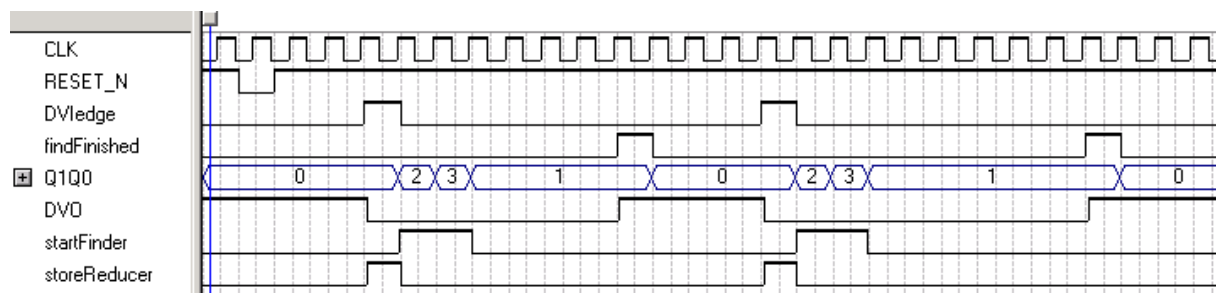 CLK
RESET_N
DVIedge
findFinished
Q1Q0 0 2 3 1 0 2 3 1 0
DVO
startFinder
storeReducer